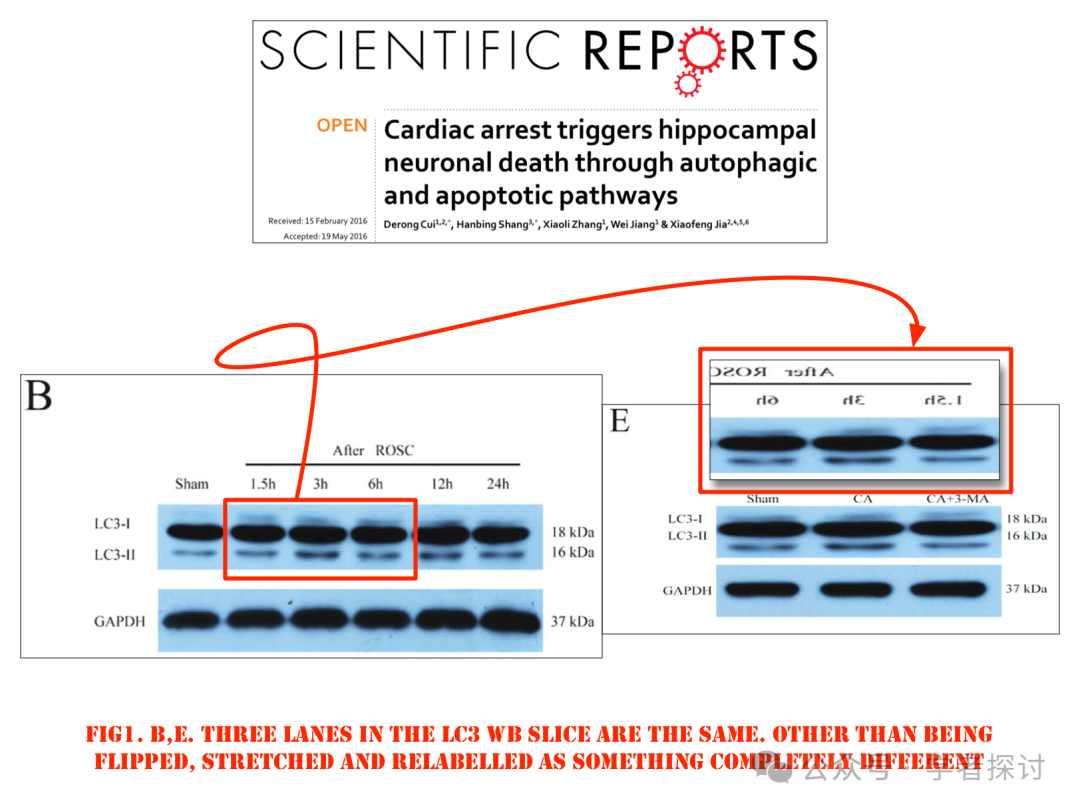 SCIENTIFIC REPORTS
OPEN
Cardiac arrest triggers hippocampal
neuronal death through autophagic
and apoptotic pathways
Received: 15 February 2016
Accepted: 19 May 2016
Derong Cui1,2,*, Hanbing Shang3,*, Xiaoli Zhang1, Wei Jiang1 & Xiaofeng Jia2,4,5,6
B
After ROSC
Sham 1.5h 3h 6h 12h 24h
LC3-I 18 kDa
LC3-II 16 kDa
GAPDH 37 kDa
E
After ROSC
6h 3h 1.5h
Sham CA CA+3-MA
LC3-I 18 kDa
LC3-II 16 kDa
GAPDH 37 kDa
FIG1. B,E. THREE LANES IN THE LC3 WB SLICE ARE THE SAME. OTHER THAN BEING
FLIPPED, STRETCHED AND RELABELLED AS SOMETHING COMPLETELY DIFFERENT
公众号 · 学者探讨